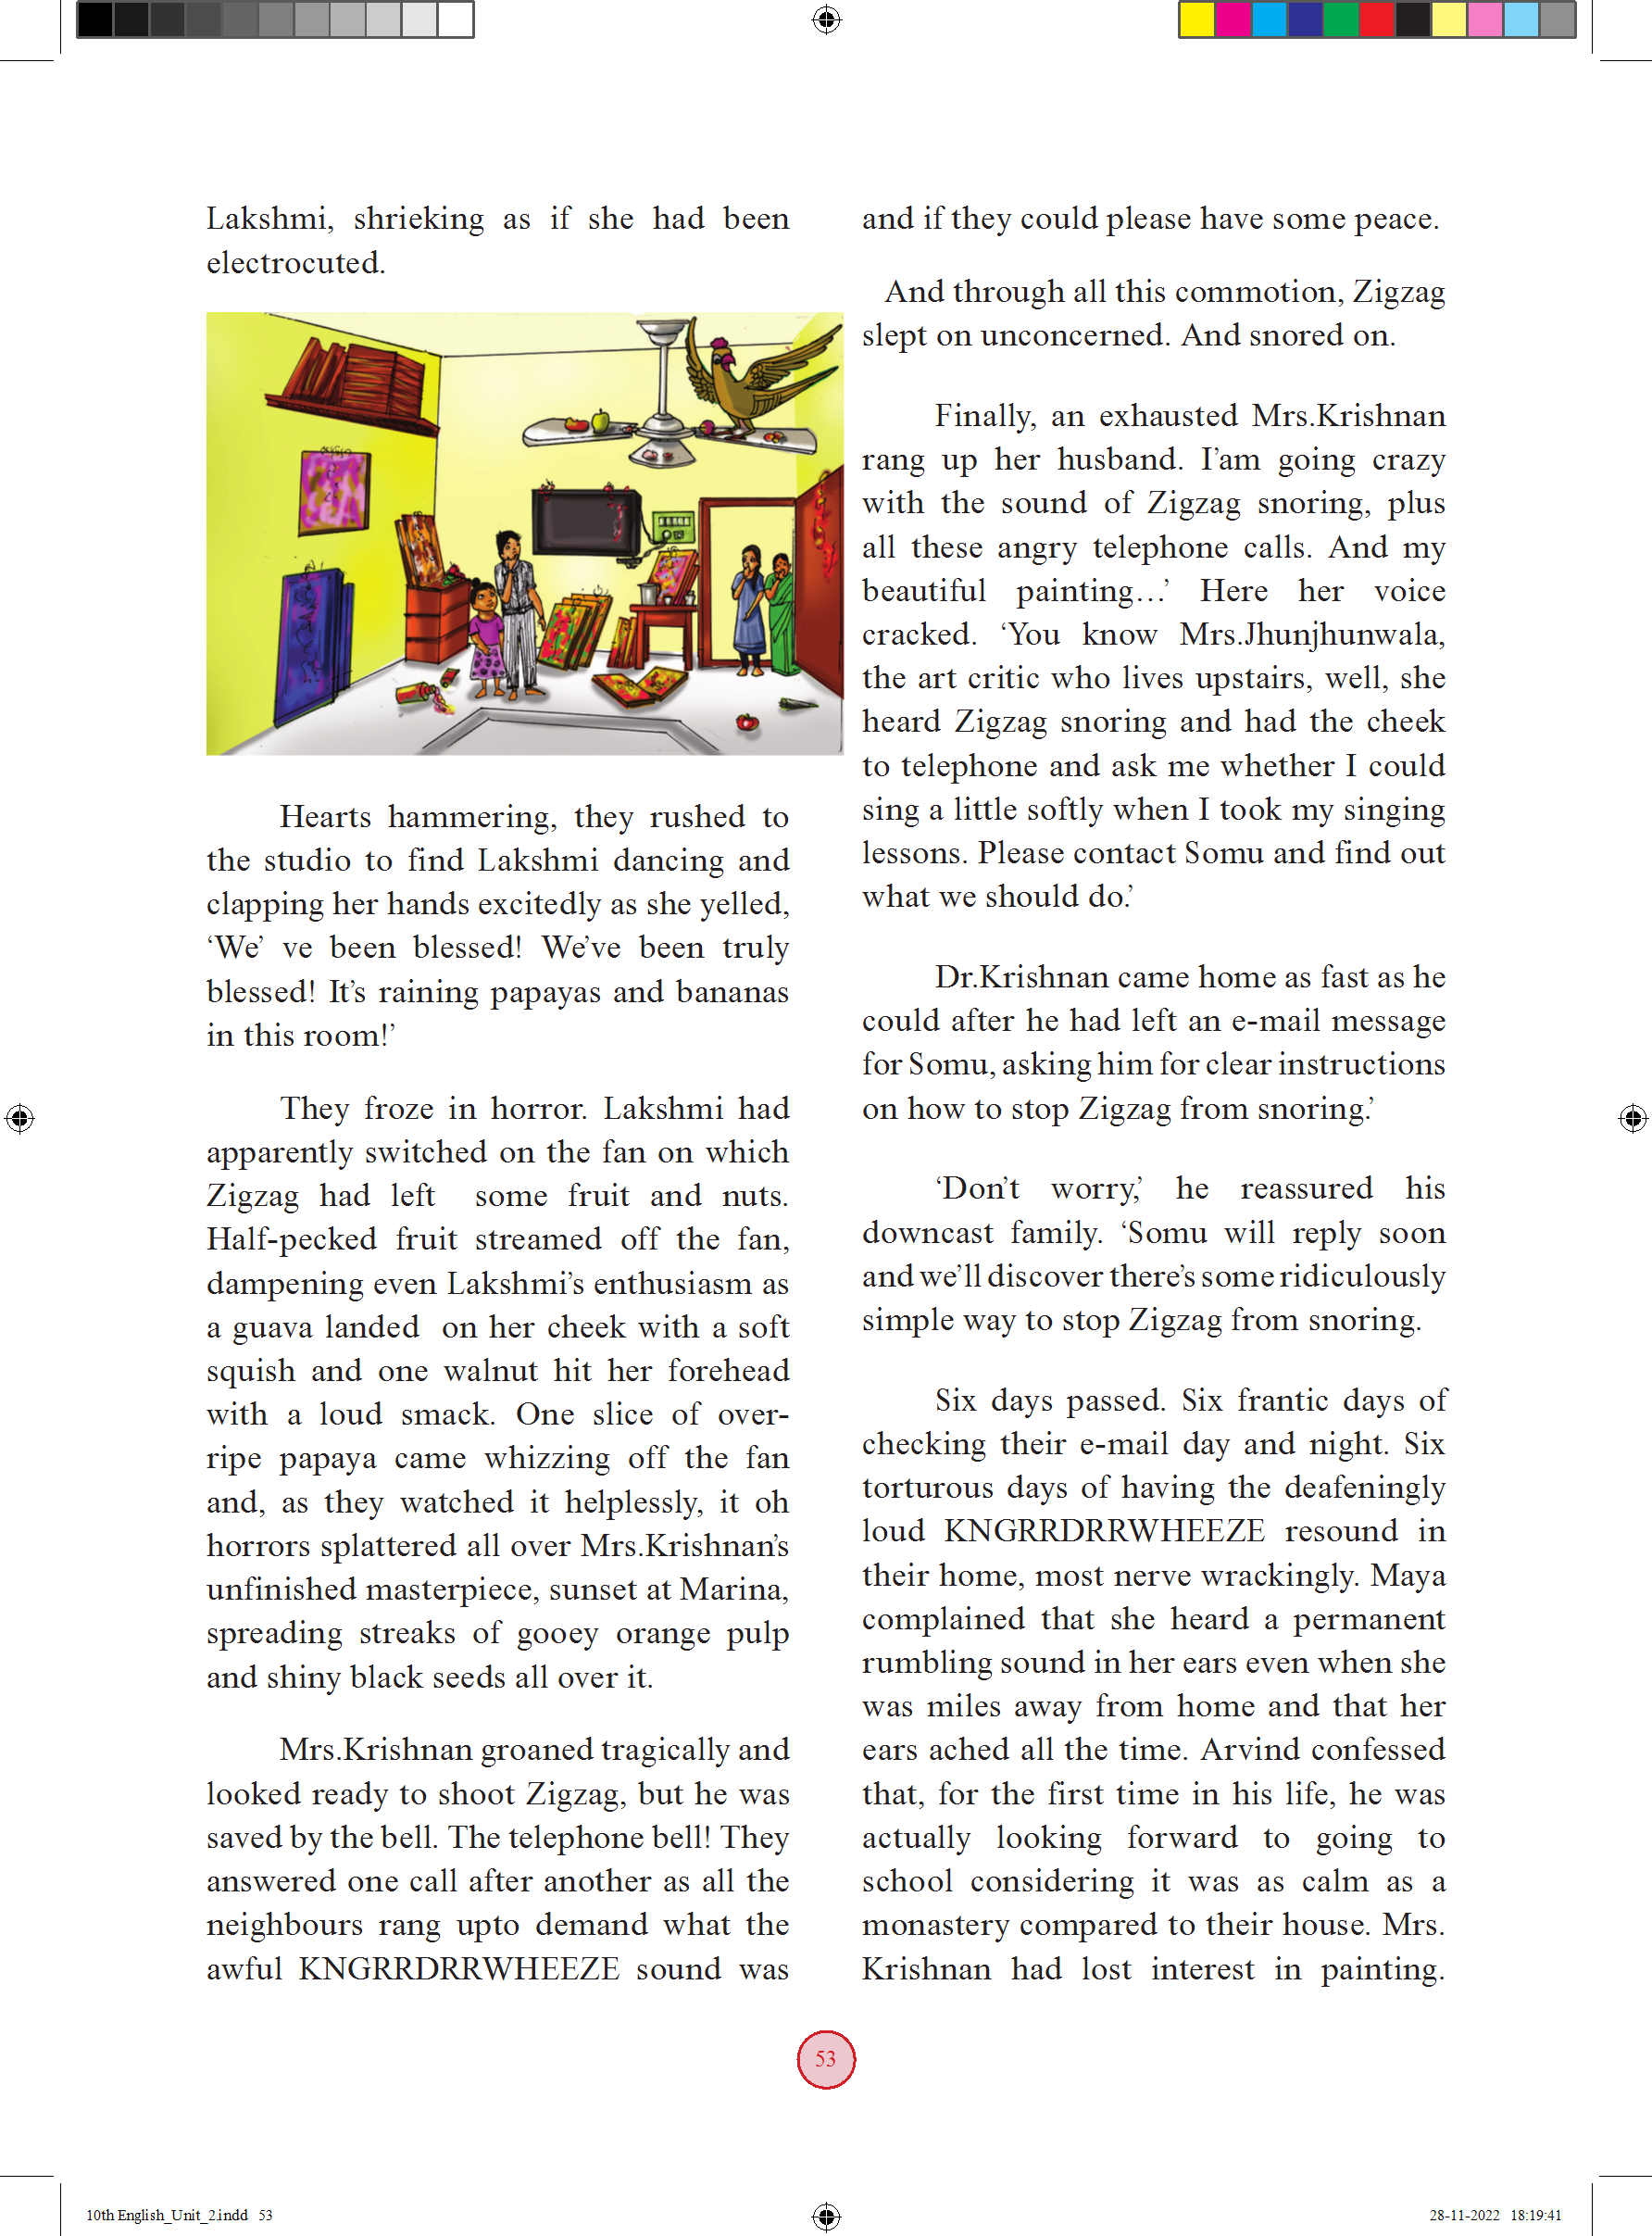 Lakshmi, shrieking as if she had been
electrocuted.
Hearts hammering, they rushed to
the studio to find Lakshmi dancing and
clapping her hands excitedly as she yelled,
‘We’ ve been blessed! We’ve been truly
blessed! It’s raining papayas and bananas
in this room!’
They froze in horror. Lakshmi had
apparently switched on the fan on which
Zigzag had left some fruit and nuts.
Half-pecked fruit streamed off the fan,
dampening even Lakshmi’s enthusiasm as
a guava landed on her cheek with a soft
squish and one walnut hit her forehead
with a loud smack. One slice of over-
ripe papaya came whizzing off the fan
and, as they watched it helplessly, it oh
horrors splattered all over Mrs.Krishnan’s
unfinished masterpiece, sunset at Marina,
spreading streaks of gooey orange pulp
and shiny black seeds all over it.
Mrs.Krishnan groaned tragically and
looked ready to shoot Zigzag, but he was
saved by the bell. The telephone bell! They
answered one call after another as all the
neighbours rang upto demand what the
awful KNGRRDRRWHEEZE sound was
and if they could please have some peace.
And through all this commotion, Zigzag
slept on unconcerned. And snored on.
Finally, an exhausted Mrs.Krishnan
rang up her husband. I’am going crazy
with the sound of Zigzag snoring, plus
all these angry telephone calls. And my
beautiful painting…’ Here her voice
cracked. ‘You know Mrs.Jhunjhunwala,
the art critic who lives upstairs, well, she
heard Zigzag snoring and had the cheek
to telephone and ask me whether I could
sing a little softly when I took my singing
lessons. Please contact Somu and find out
what we should do.’
Dr.Krishnan came home as fast as he
could after he had left an e-mail message
for Somu, asking him for clear instructions
on how to stop Zigzag from snoring.’
‘Don’t worry,’ he reassured his
downcast family. ‘Somu will reply soon
and we’ll discover there’s some ridiculously
simple way to stop Zigzag from snoring.
Six days passed. Six frantic days of
checking their e-mail day and night. Six
torturous days of having the deafeningly
loud KNGRRDRRWHEEZE resound in
their home, most nerve wrackingly. Maya
complained that she heard a permanent
rumbling sound in her ears even when she
was miles away from home and that her
ears ached all the time. Arvind confessed
that, for the first time in his life, he was
actually looking forward to going to
school considering it was as calm as a
monastery compared to their house. Mrs.
Krishnan had lost interest in painting.
53
10th English_Unit_2.indd 53
28-11-2022 18:19:41